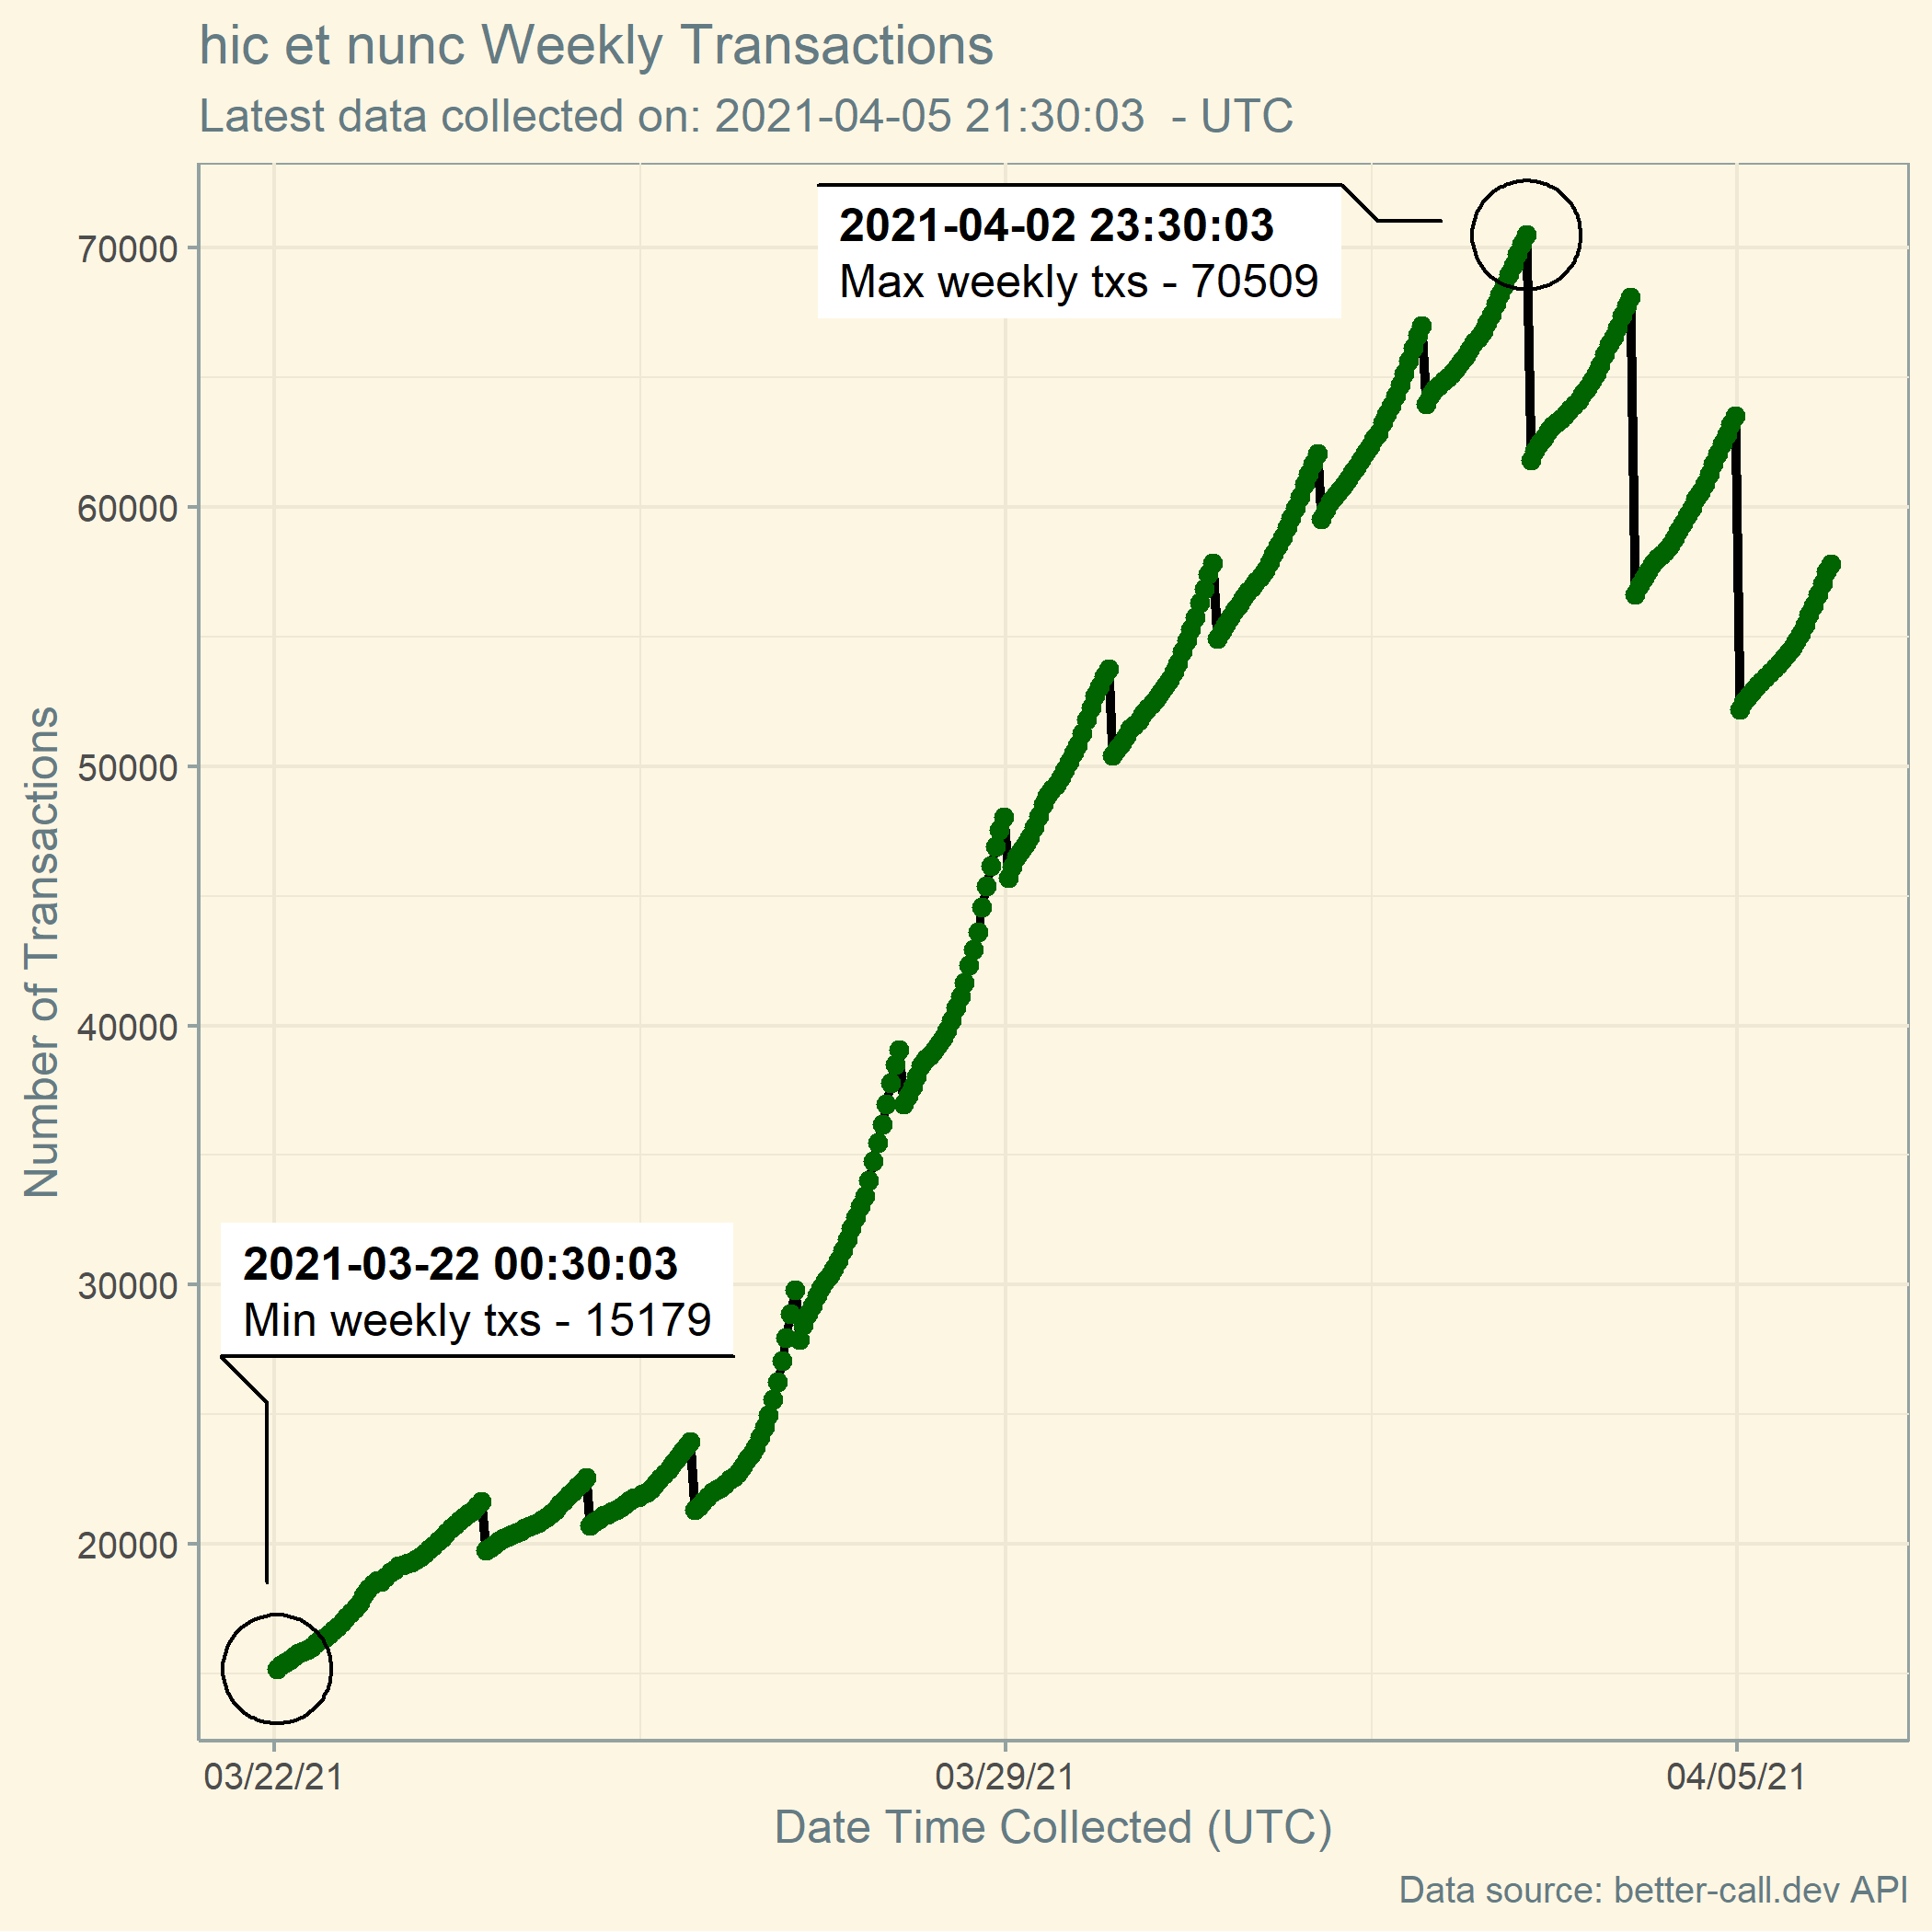 hic et nunc Weekly Transactions
Latest data collected on: 2021-04-05 21:30:03  - UTC
2021-04-02 23:30:03
Max weekly txs - 70509
2021-03-22 00:30:03
Min weekly txs - 15179
Number of Transactions
70000
60000
50000
40000
30000
20000
03/22/21
03/29/21
04/05/21
Date Time Collected (UTC)
Data source: better-call.dev API